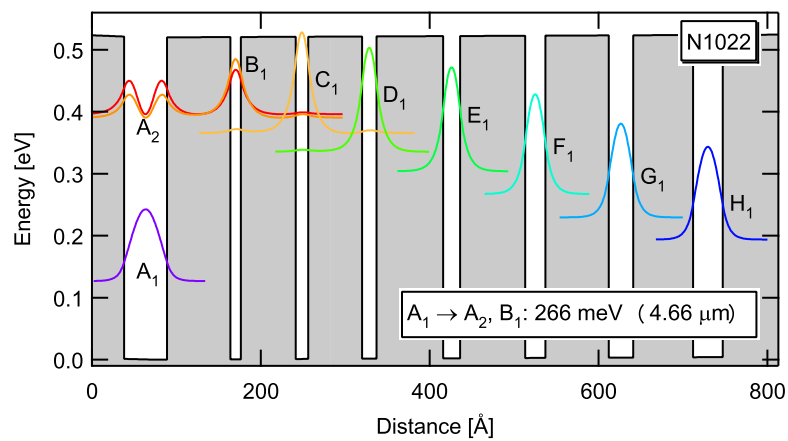 N1022
0.5
0.4
0.3
0.2
0.1
0.0
Energy [eV]
A₂
B₁
C₁
D₁
E₁
F₁
G₁
H₁
A₁
A₁ → A₂, B₁: 266 meV ( 4.66 μm)
0 200 400 600 800
Distance [Å]